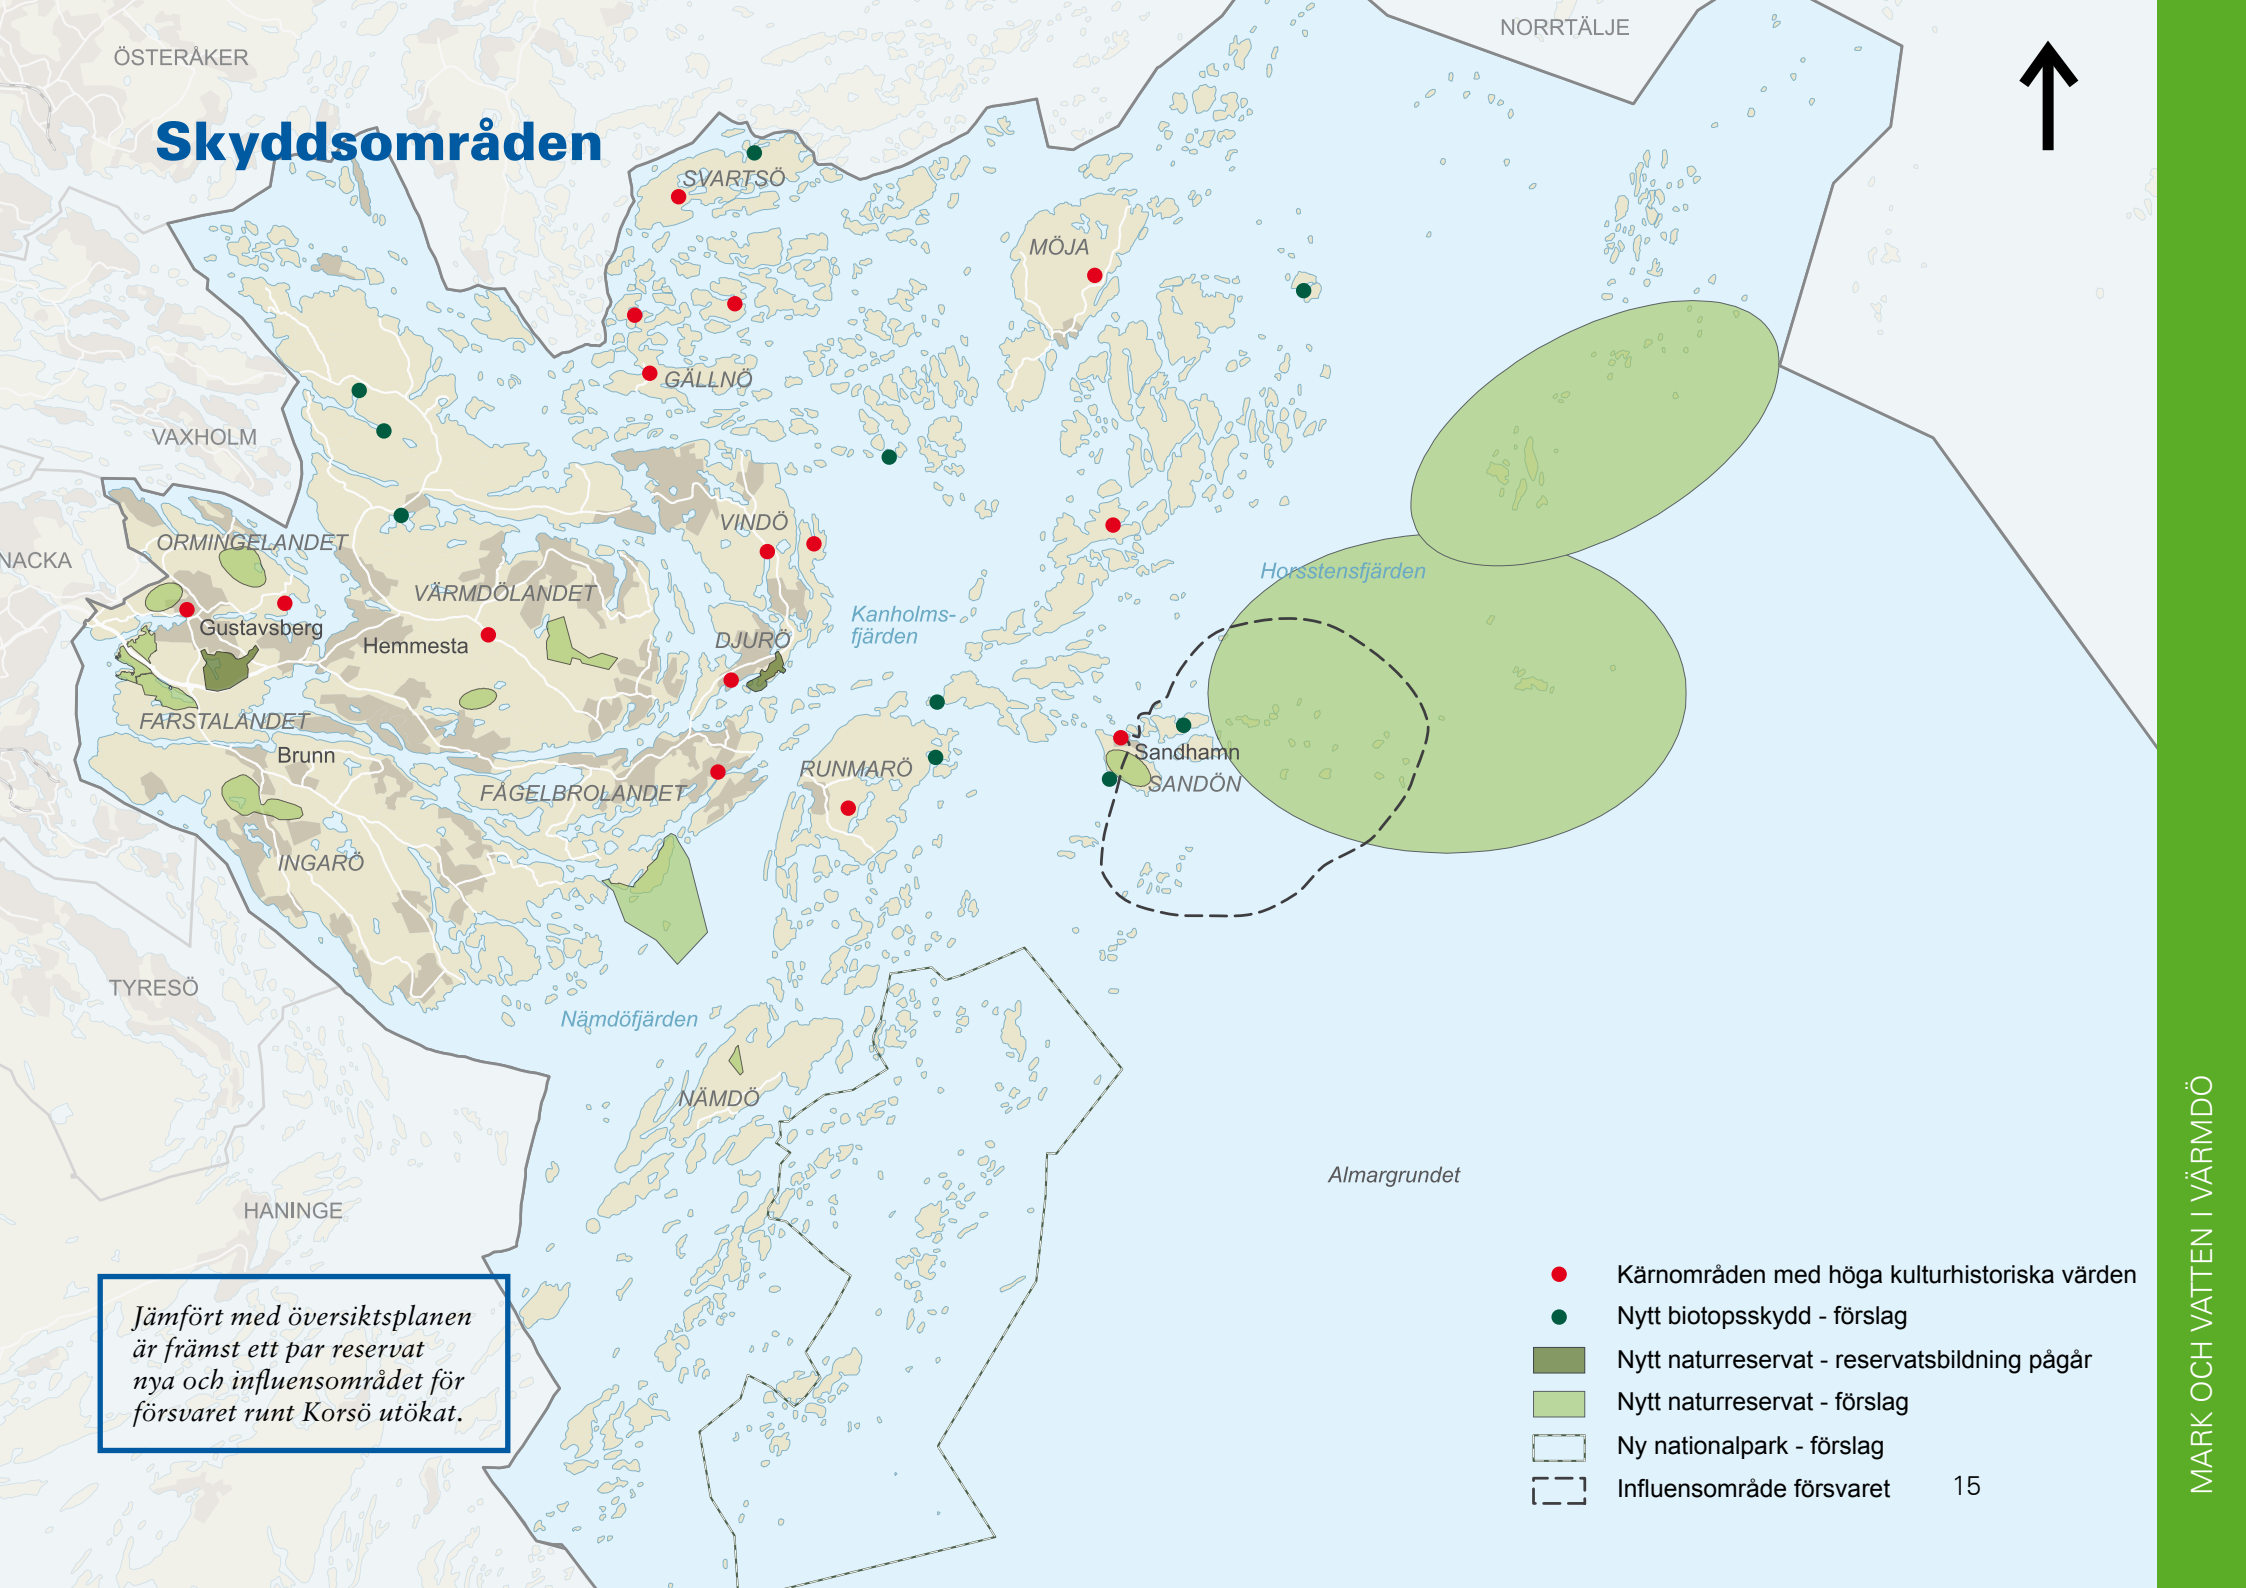 NORRTÄLJE
ÖSTERÅKER
Skyddsområden
SVARTSÖ
MÖJA
GÄLLNÖ
VAXHOLM
VINDÖ
ORMINGELANDET
NACKA
Horsstensfjärden
VÄRMDÖLANDET
Kanholms-
fjärden
Gustavsberg
Hemmesta
DJURÖ
FARSTALANDET
Brunn
Sandhamn
RUNMARÖ
SANDÖN
FÅGELBROLANDET
INGARÖ
TYRESÖ
Nämdöfjärden
NÄMDÖ
Almargrundet
HANINGE
Jämfört med översiktsplanen
är främst ett par reservat
nya och influensområdet för
försvaret runt Korsö utökat.
Kärnområden med höga kulturhistoriska värden
Nytt biotopsskydd - förslag
Nytt naturreservat - reservatsbildning pågår
Nytt naturreservat - förslag
Ny nationalpark - förslag
Influensområde försvaret
15
MARK OCH VATTEN I VÄRMDÖ